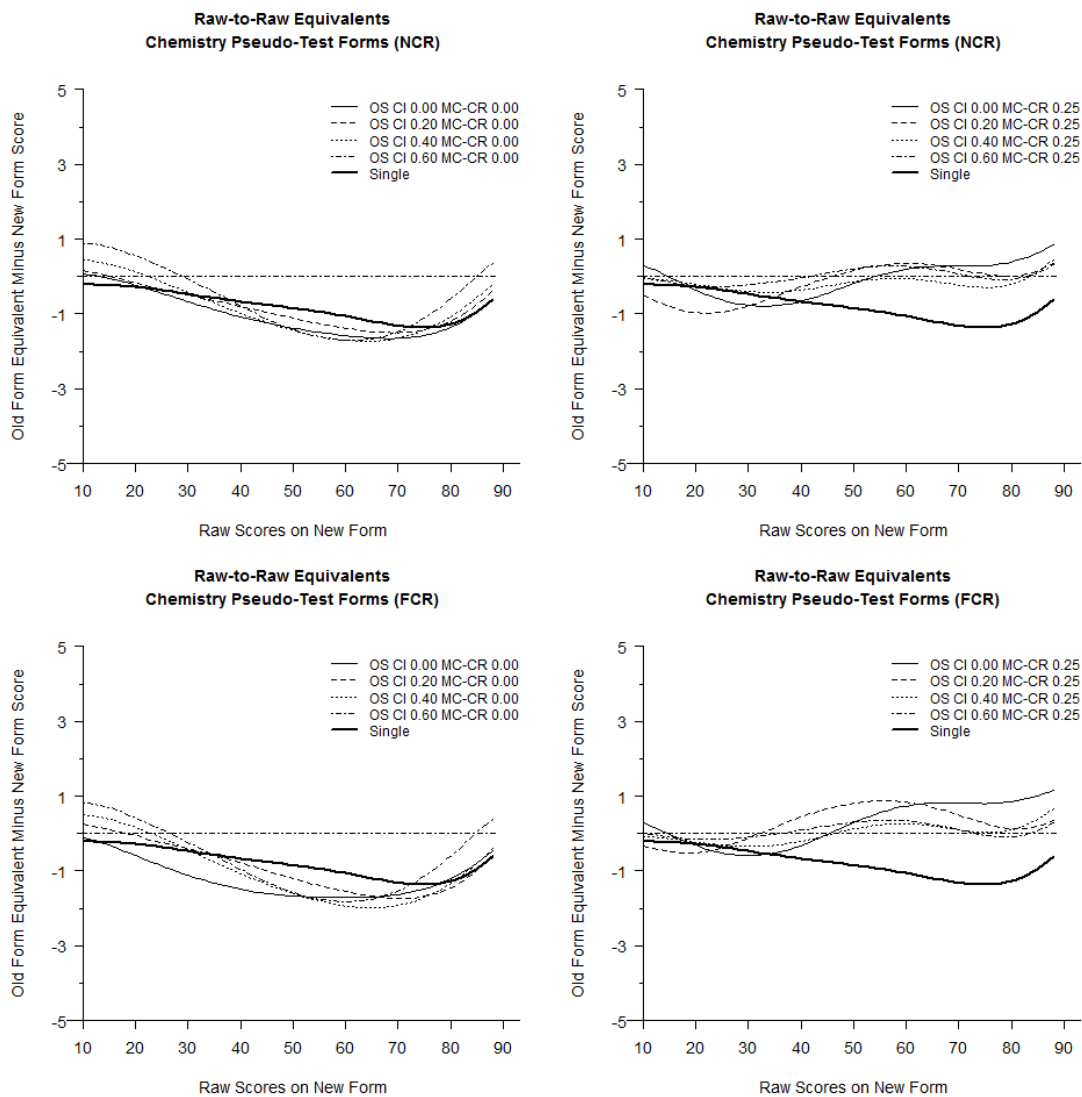 Raw-to-Raw Equivalents
Chemistry Pseudo-Test Forms (NCR)
Old Form Equivalent Minus New Form Score
5
3
1
-1
-3
-5
OS CI 0.00 MC-CR 0.00
OS CI 0.20 MC-CR 0.00
OS CI 0.40 MC-CR 0.00
OS CI 0.60 MC-CR 0.00
Single
10 20 30 40 50 60 70 80 90
Raw Scores on New Form
Raw-to-Raw Equivalents
Chemistry Pseudo-Test Forms (NCR)
Old Form Equivalent Minus New Form Score
5
3
1
-1
-3
-5
OS CI 0.00 MC-CR 0.25
OS CI 0.20 MC-CR 0.25
OS CI 0.40 MC-CR 0.25
OS CI 0.60 MC-CR 0.25
Single
10 20 30 40 50 60 70 80 90
Raw Scores on New Form
Raw-to-Raw Equivalents
Chemistry Pseudo-Test Forms (FCR)
Old Form Equivalent Minus New Form Score
5
3
1
-1
-3
-5
OS CI 0.00 MC-CR 0.00
OS CI 0.20 MC-CR 0.00
OS CI 0.40 MC-CR 0.00
OS CI 0.60 MC-CR 0.00
Single
10 20 30 40 50 60 70 80 90
Raw Scores on New Form
Raw-to-Raw Equivalents
Chemistry Pseudo-Test Forms (FCR)
Old Form Equivalent Minus New Form Score
5
3
1
-1
-3
-5
OS CI 0.00 MC-CR 0.25
OS CI 0.20 MC-CR 0.25
OS CI 0.40 MC-CR 0.25
OS CI 0.60 MC-CR 0.25
Single
10 20 30 40 50 60 70 80 90
Raw Scores on New Form